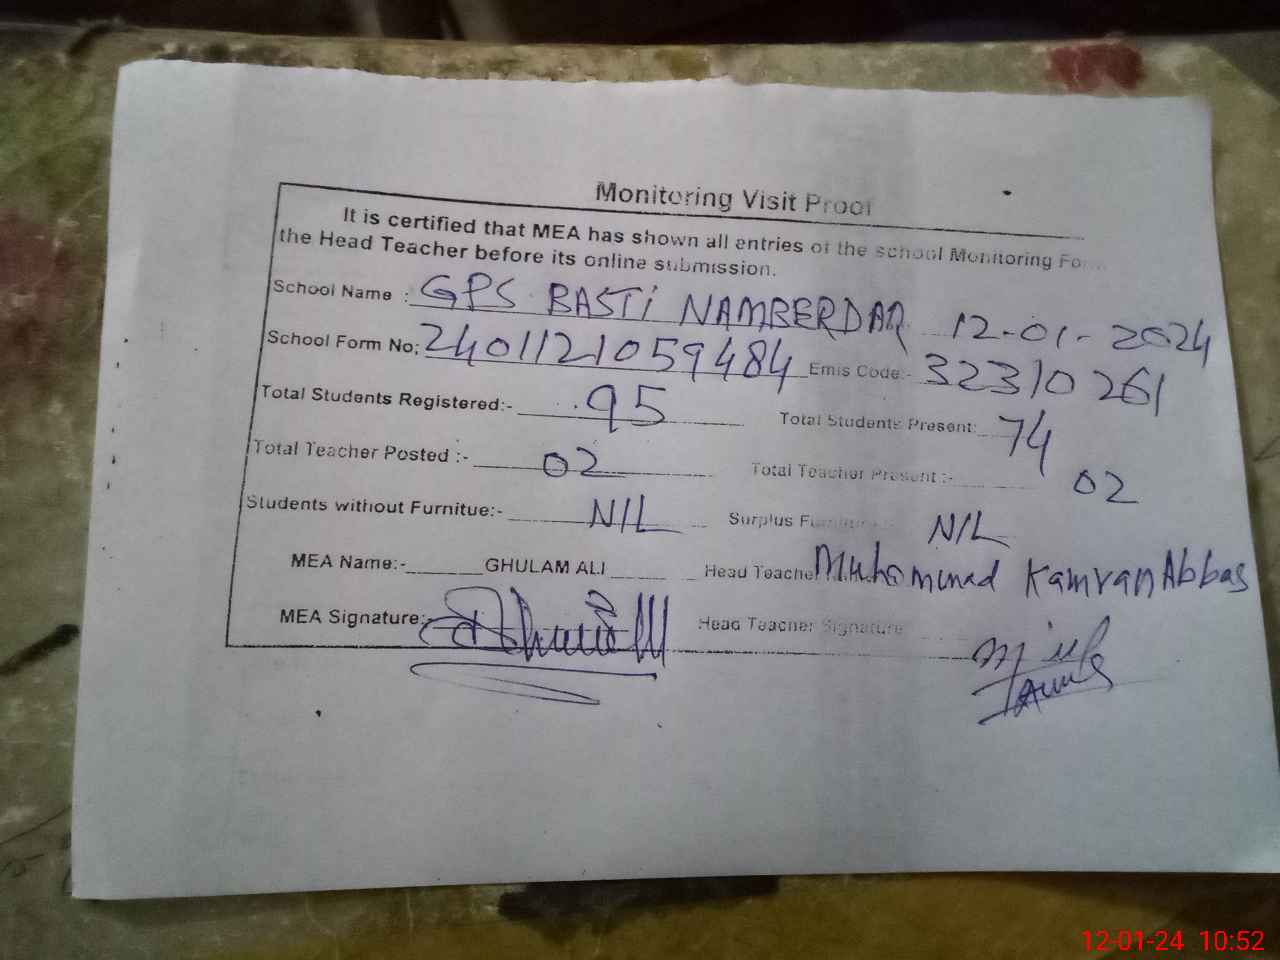 Monitoring Visit Proof
It is certified that MEA has shown all entries of the school Monitoring Fo
the Head Teacher before its online submission.
School Name : GPS BASTI NAMBERDAR 12-01-2024
School Form No; 2401121059484 Emis Code:- 32310261
Total Students Registered:- 95 Total Students Present: 74
Total Teacher Posted :- 02 Total Teacher Present :- 02
Students without Furnitue:- NIL Surplus Furniture NIL
MEA Name:- GHULAM ALI Head Teache Muhammad Kamran Abbas
MEA Signature:- Head Teacher Signature
12-01-24 10:52